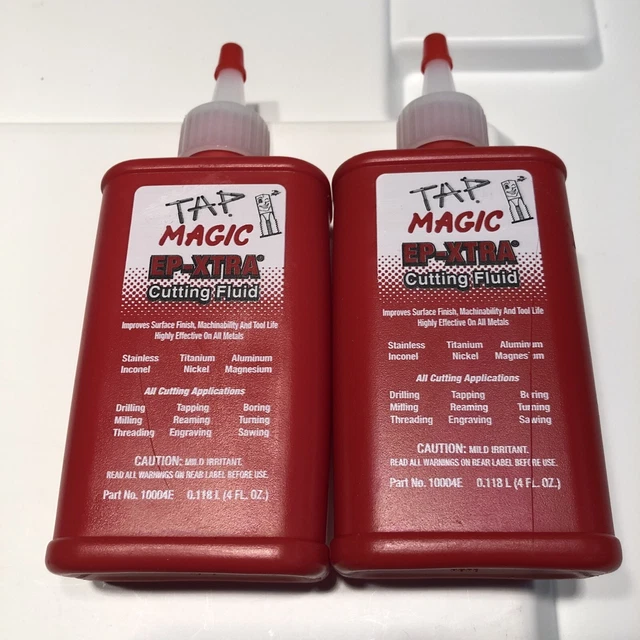 TAP
MAGIC
EP-XTRA®
Cutting Fluid
Improves Surface Finish, Machinability And Tool Life
Highly Effective On All Metals
Stainless Titanium Aluminum
Inconel Nickel Magnesium
All Cutting Applications
Drilling Tapping Boring
Milling Reaming Turning
Threading Engraving Sawing
CAUTION: MILD IRRITANT.
READ ALL WARNINGS ON REAR LABEL BEFORE USE.
Part No. 10004E 0.118 L (4 FL. OZ.)
TAP
MAGIC
EP-XTRA®
Cutting Fluid
Improves Surface Finish, Machinability And Tool Life
Highly Effective On All Metals
Stainless Titanium Aluminum
Inconel Nickel Magnesium
All Cutting Applications
Drilling Tapping Boring
Milling Reaming Turning
Threading Engraving Sawing
CAUTION: MILD IRRITANT.
READ ALL WARNINGS ON REAR LABEL BEFORE USE.
Part No. 10004E 0.118 L (4 FL. OZ.)